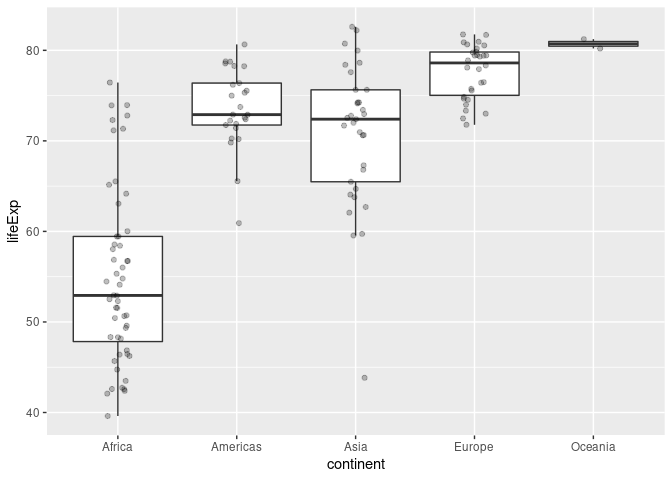 lifeExp
80
70
60
50
40
Africa
Americas
Asia
Europe
Oceania
continent